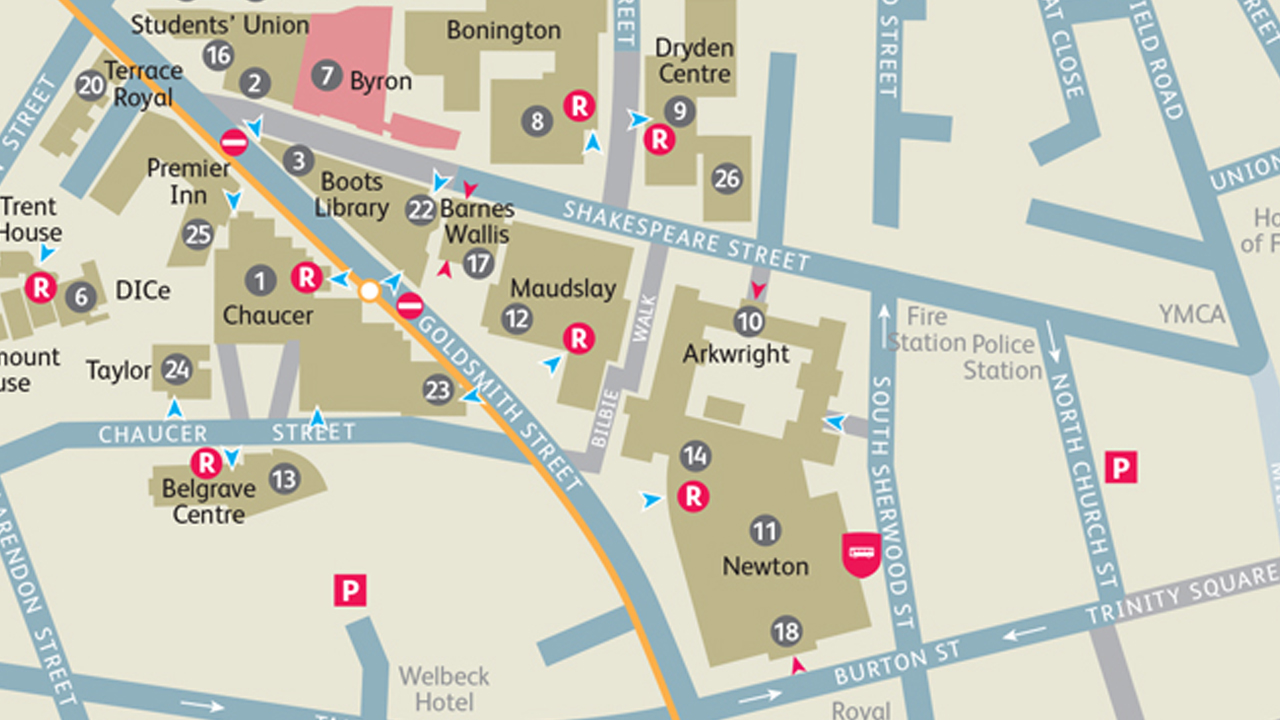 Students' Union
16
2
7
Byron
Bonington
8
R
Dryden
Centre
9
R
26
20
Terrace
Royal
STREET
3
Boots
Library
22
Barnes
Wallis
17
Premier
Inn
25
Trent
House
R
6
DICe
1
R
Chaucer
Maudslay
12
R
SHAKESPEARE STREET
BILBIE WALK
10
Arkwright
Fire
Station
Police
Station
YMCA
UNION
Taylor
24
23
GOLDSMITH STREET
CHAUCER STREET
R
Belgrave
Centre
13
14
R
11
Newton
18
SOUTH SHERWOOD ST
NORTH CHURCH ST
P
TRINITY SQUARE
BURTON ST
P
Welbeck
Hotel
Royal
STREET